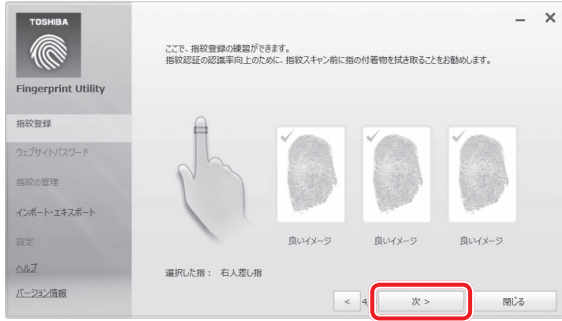 TOSHIBA
Fingerprint Utility
指紋登録
ウェブサイトパスワード
指紋の管理
インポート・エキスポート
設定
ヘルプ
バージョン情報
ここで、指紋登録の練習ができます。
指紋認証の認識率向上のために、指紋スキャン前に指の付着物を拭き取ることをお勧めします。
良いイメージ
良いイメージ
良いイメージ
選択した指： 右人差し指
< 4 次 > 閉じる